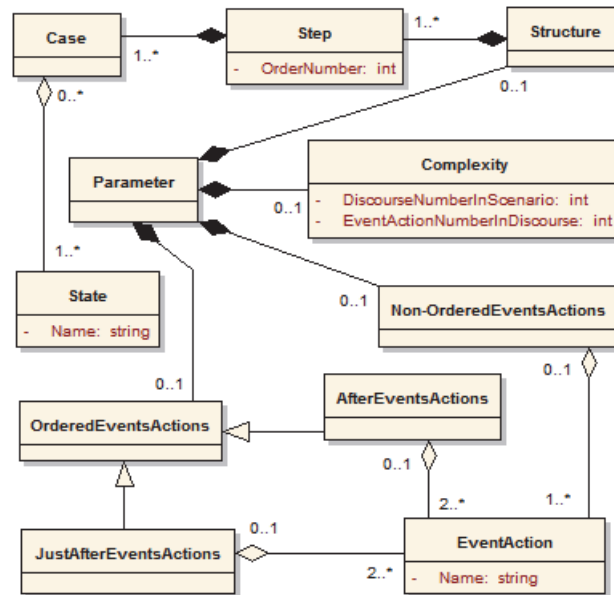 Case
Step
Structure
1..*
1..*
- OrderNumber: int
0..*
0..1
Parameter
Complexity
- DiscourseNumberInScenario: int
- EventActionNumberInDiscourse: int
0..1
1..*
State
- Name: string
0..1
Non-OrderedEventsActions
0..1
0..1
OrderedEventsActions
AfterEventsActions
0..1
2..*
1..*
JustAfterEventsActions
0..1
2..*
EventAction
- Name: string